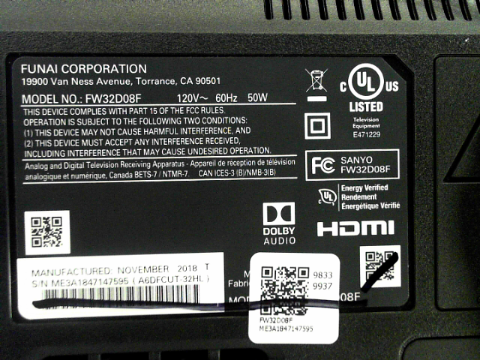 FUNAI CORPORATION
19900 Van Ness Avenue, Torrance, CA 90501
MODEL NO.: FW32D08F 120V~ 60Hz 50W
THIS DEVICE COMPLIES WITH PART 15 OF THE FCC RULES.
OPERATION IS SUBJECT TO THE FOLLOWING TWO CONDITIONS:
(1) THIS DEVICE MAY NOT CAUSE HARMFUL INTERFERENCE, AND
(2) THIS DEVICE MUST ACCEPT ANY INTERFERENCE RECEIVED,
INCLUDING INTERFERENCE THAT MAY CAUSE UNDESIRED OPERATION.
Analog and Digital Television Receiving Apparatus - Appareil de réception de télévision
analogique et numérique, Canada BETS-7 / NTMR-7. CAN ICES-3 (B)/NMB-3(B)
C UL US
LISTED
Television
Equipment
E471229
FC SANYO
FW32D08F
UL Energy Verified
Rendement
Énergétique Vérifié
DOLBY
AUDIO
HDMI
MANUFACTURED: NOVEMBER 2018 T
S/N: ME3A1847147595 ( A6DFCUT-32HL )
9833
9937
FW32D08F
ME3A1847147595